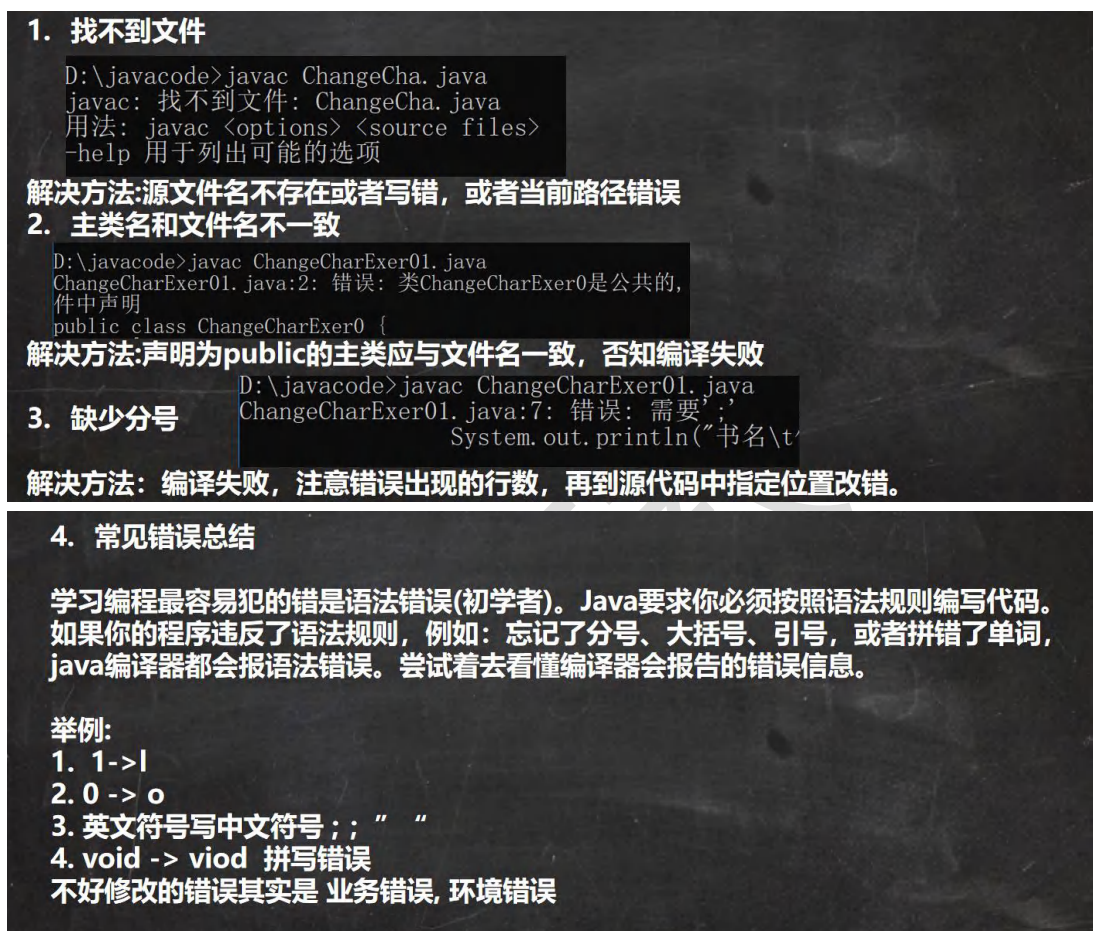 1. 找不到文件
D:\javacode>javac ChangeCha.java
javac: 找不到文件: ChangeCha.java
用法: javac <options> <source files>
-help 用于列出可能的选项
解决方法:源文件名不存在或者写错，或者当前路径错误
2. 主类名和文件名不一致
D:\javacode>javac ChangeCharExer01.java
ChangeCharExer01.java:2: 错误: 类ChangeCharExer0是公共的,
件中声明
public class ChangeCharExer0 {
解决方法:声明为public的主类应与文件名一致，否知编译失败
3. 缺少分号
D:\javacode>javac ChangeCharExer01.java
ChangeCharExer01.java:7: 错误: 需要';'
System.out.println("书名\t
解决方法：编译失败，注意错误出现的行数，再到源代码中指定位置改错。
4. 常见错误总结
学习编程最容易犯的错是语法错误(初学者)。Java要求你必须按照语法规则编写代码。
如果你的程序违反了语法规则，例如：忘记了分号、大括号、引号，或者拼错了单词，
java编译器都会报语法错误。尝试着去看懂编译器会报告的错误信息。
举例:
1. 1->l
2. 0 -> o
3. 英文符号写中文符号 ; ; ” “
4. void -> viod 拼写错误
不好修改的错误其实是 业务错误, 环境错误